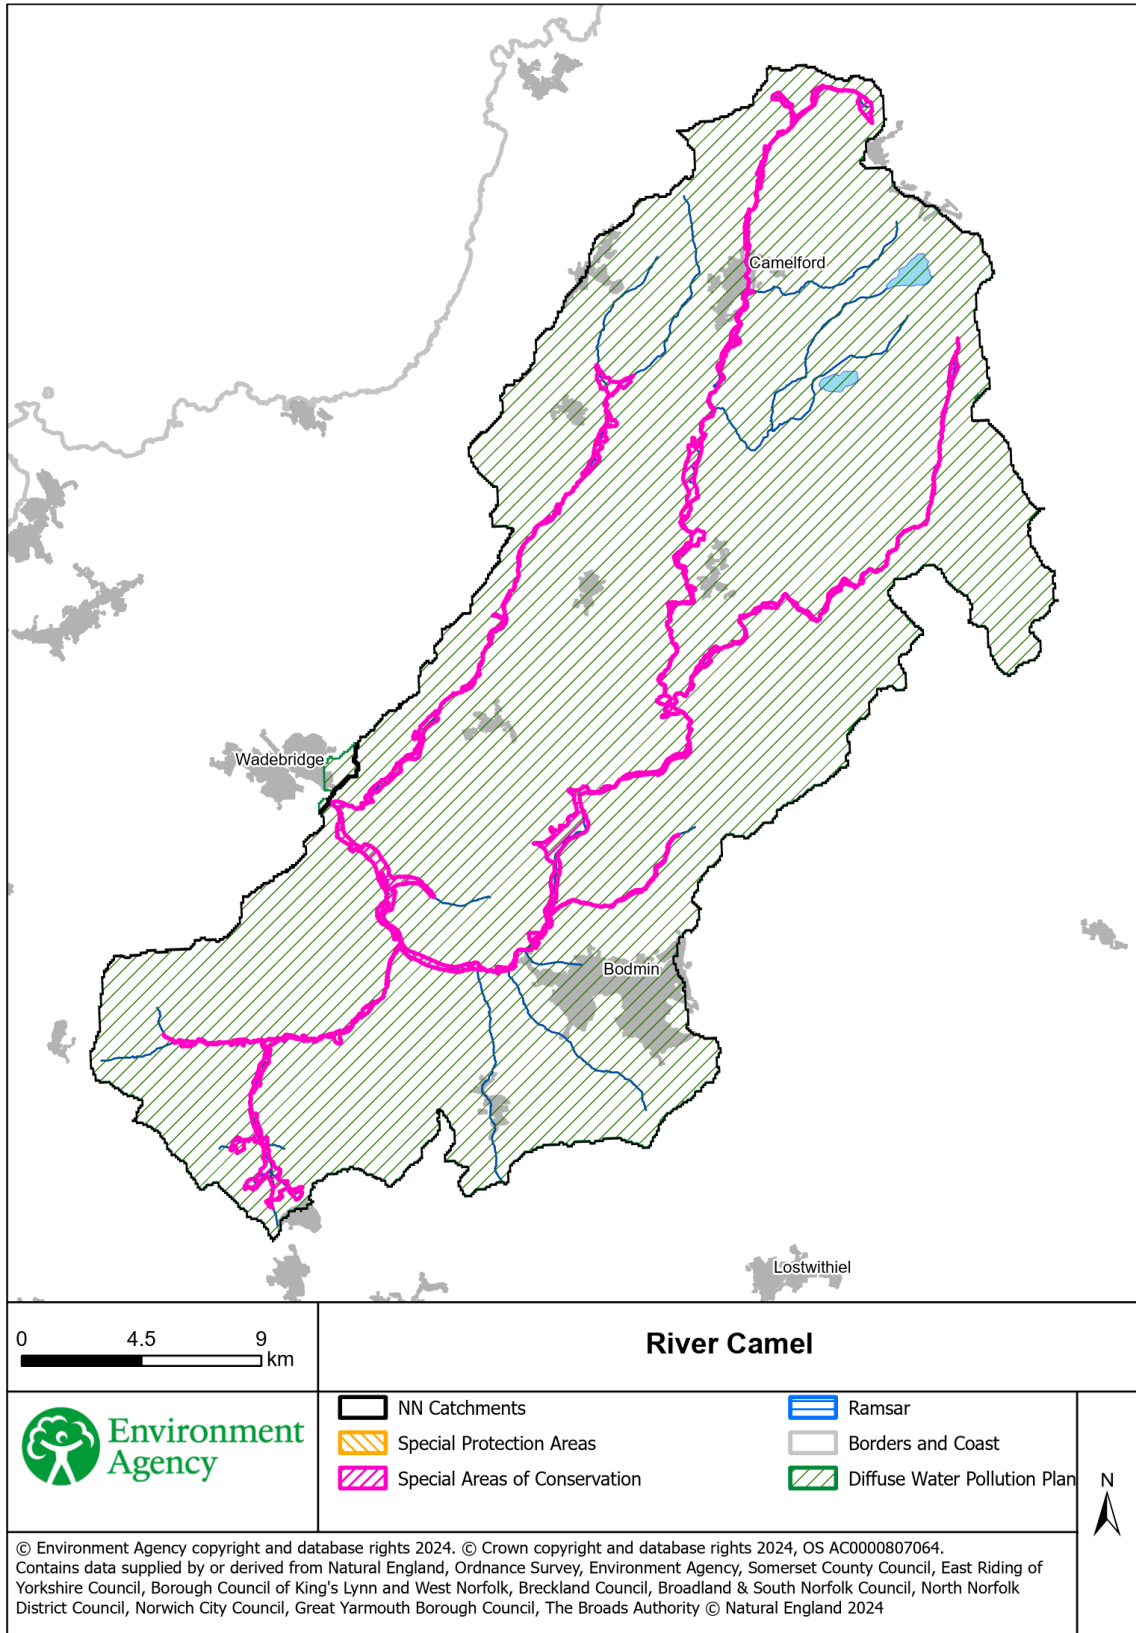 Camelford
Wadebridge
Bodmin
Lostwithiel
0 4.5 9
km
River Camel
Environment
Agency
NN Catchments
Special Protection Areas
Special Areas of Conservation
Ramsar
Borders and Coast
Diffuse Water Pollution Plan
N
© Environment Agency copyright and database rights 2024. © Crown copyright and database rights 2024, OS AC0000807064.
Contains data supplied by or derived from Natural England, Ordnance Survey, Environment Agency, Somerset County Council, East Riding of
Yorkshire Council, Borough Council of King's Lynn and West Norfolk, Breckland Council, Broadland & South Norfolk Council, North Norfolk
District Council, Norwich City Council, Great Yarmouth Borough Council, The Broads Authority © Natural England 2024